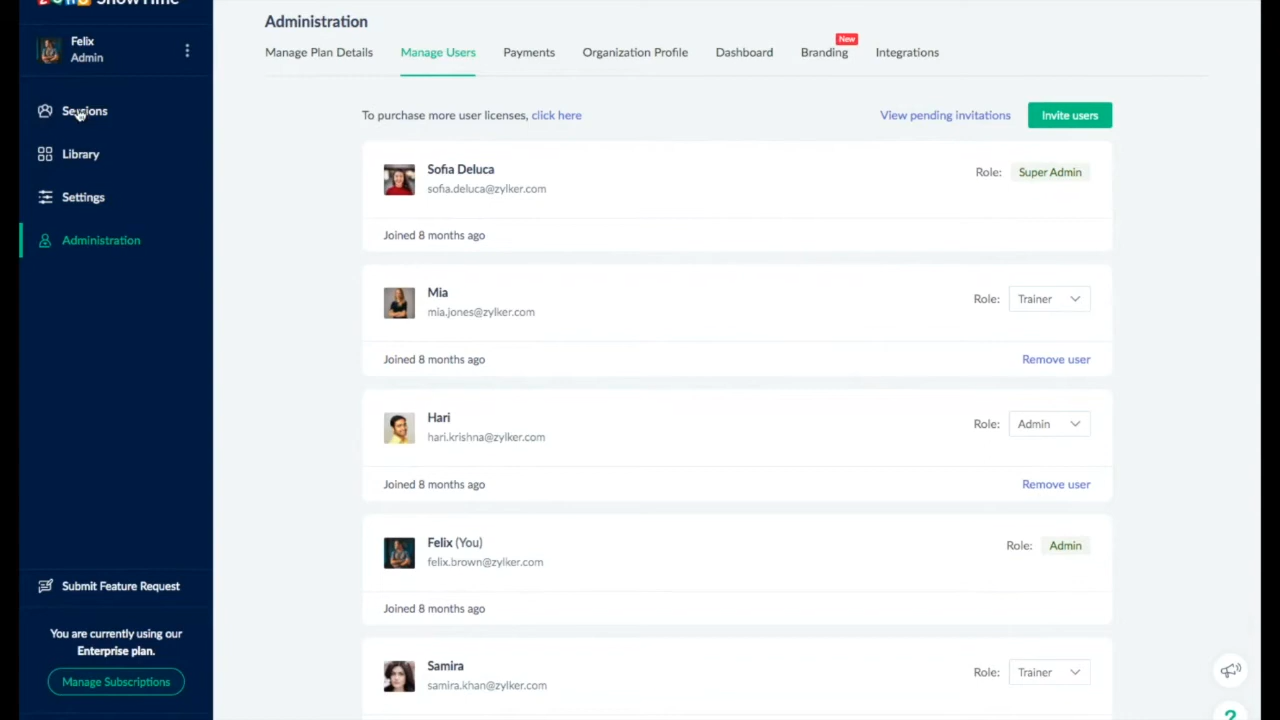 ShowTime
Felix
Admin
Sessions
Library
Settings
Administration
Submit Feature Request
You are currently using our
Enterprise plan.
Manage Subscriptions
Administration
Manage Plan Details
Manage Users
Payments
Organization Profile
Dashboard
Branding
New
Integrations
To purchase more user licenses, click here
View pending invitations
Invite users
Sofia Deluca
sofia.deluca@zylker.com
Role: Super Admin
Joined 8 months ago
Mia
mia.jones@zylker.com
Role: Trainer
Joined 8 months ago
Remove user
Hari
hari.krishna@zylker.com
Role: Admin
Joined 8 months ago
Remove user
Felix (You)
felix.brown@zylker.com
Role: Admin
Joined 8 months ago
Samira
samira.khan@zylker.com
Role: Trainer
?